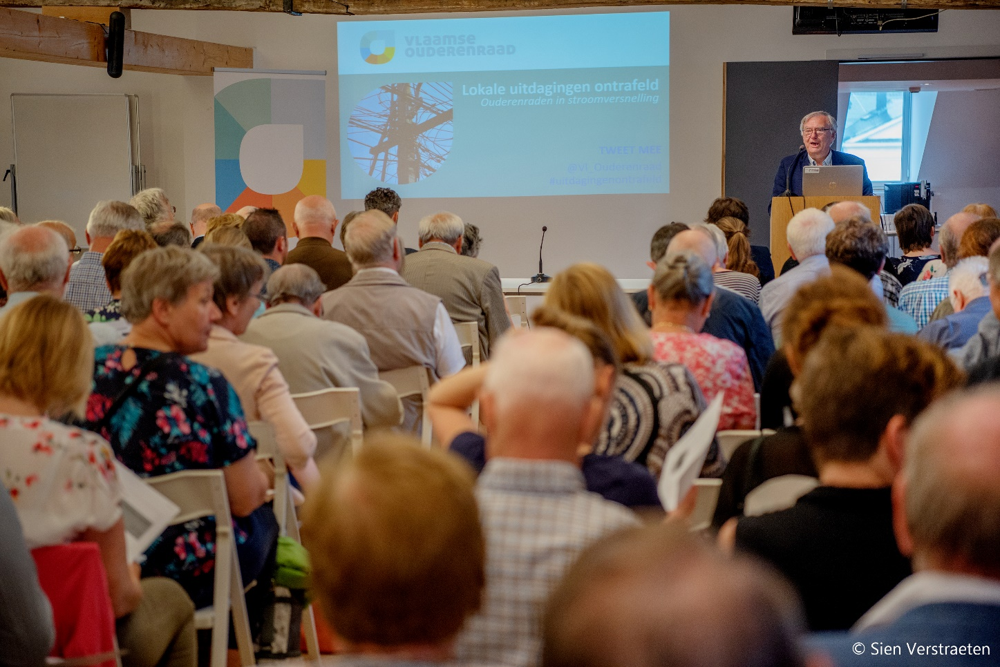 VLAAMSE
OUDERENRAAD
Lokale uitdagingen ontrafeld
Ouderenraden in stroomversnelling
TWEET MEE
@Vl_Ouderenraad
#uitdagingenontrafeld
© Sien Verstraeten